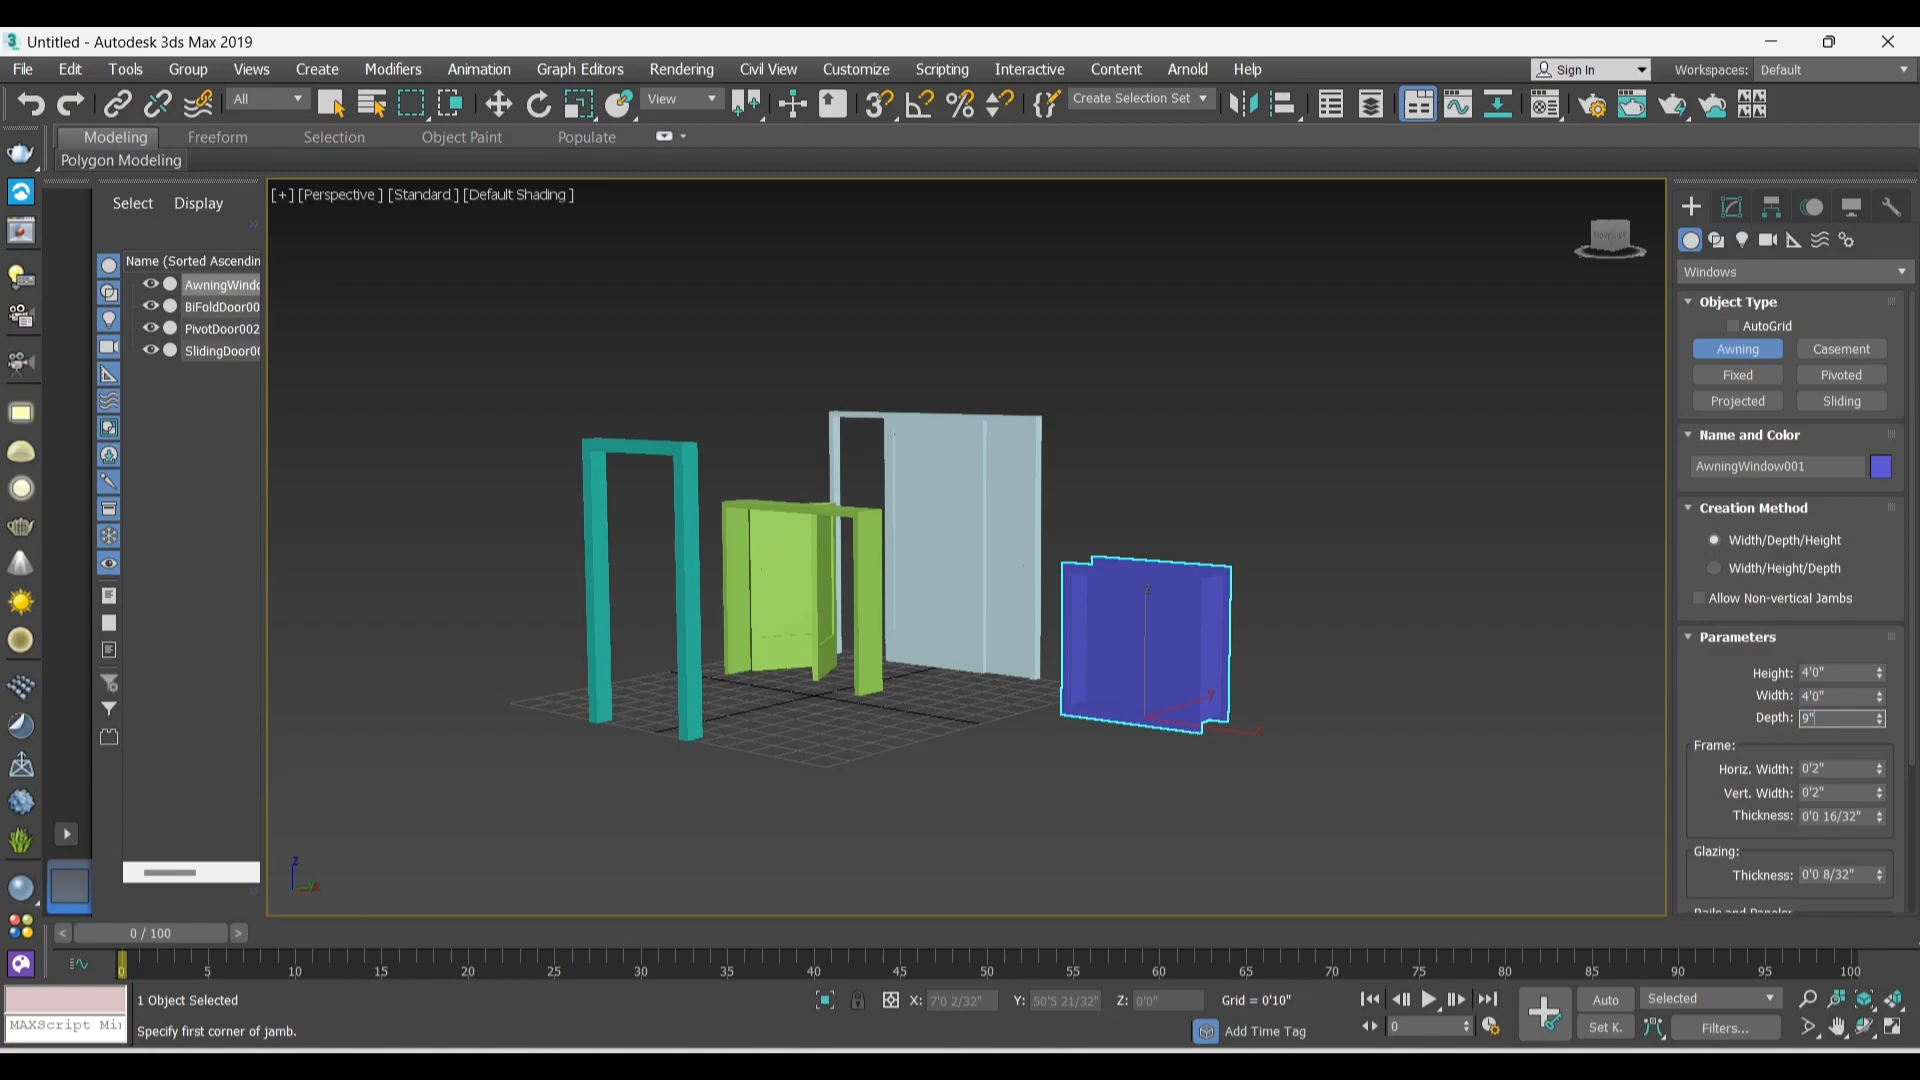 Untitled - Autodesk 3ds Max 2019
File Edit Tools Group Views Create Modifiers Animation Graph Editors Rendering Civil View Customize Scripting Interactive Content Arnold Help Sign In Workspaces: Default
All View Create Selection Set
Modeling Freeform Selection Object Paint Populate
Polygon Modeling
Select Display
[+] [Perspective ] [Standard ] [Default Shading ]
Name (Sorted Ascendin
AwningWindo
BiFoldDoor00
PivotDoor002
SlidingDoor00
Windows
Object Type
AutoGrid
Awning Casement
Fixed Pivoted
Projected Sliding
Name and Color
AwningWindow001
Creation Method
Width/Depth/Height
Width/Height/Depth
Allow Non-vertical Jambs
Parameters
Height: 4'0"
Width: 4'0"
Depth: 9"
Frame:
Horiz. Width: 0'2"
Vert. Width: 0'2"
Thickness: 0'0 16/32"
Glazing:
Thickness: 0'0 8/32"
Rails and Panels:
z
y
x
z
0 / 100
0 5 10 15 20 25 30 35 40 45 50 55 60 65 70 75 80 85 90 95 100
1 Object Selected X: 7'0 2/32" Y: 50'5 21/32" Z: 0'0" Grid = 0'10" Auto Selected
MAXScript Mi Specify first corner of jamb. Add Time Tag 0 Set K. Filters...